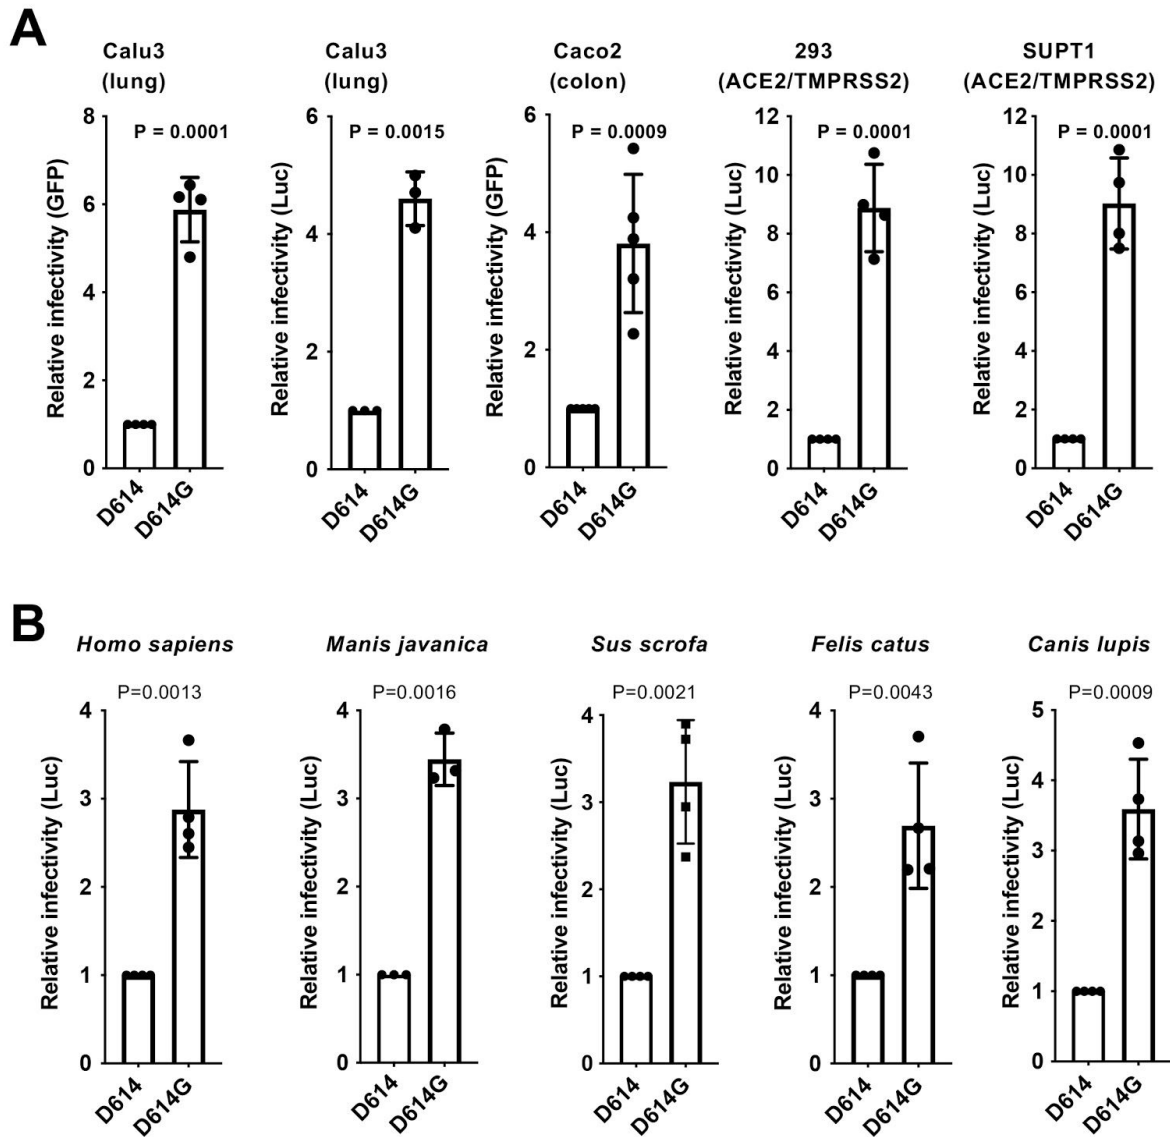 A
Calu3
(lung)
P = 0.0001
Relative infectivity (GFP)
8
6
4
2
0
D614
D614G
Calu3
(lung)
P = 0.0015
Relative infectivity (Luc)
6
4
2
0
D614
D614G
Caco2
(colon)
P = 0.0009
Relative infectivity (GFP)
6
4
2
0
D614
D614G
293
(ACE2/TMPRSS2)
P = 0.0001
Relative infectivity (Luc)
12
10
8
6
4
2
0
D614
D614G
SUPT1
(ACE2/TMPRSS2)
P = 0.0001
Relative infectivity (Luc)
12
10
8
6
4
2
0
D614
D614G
B
Homo sapiens
P=0.0013
Relative infectivity (Luc)
4
3
2
1
0
D614
D614G
Manis javanica
P=0.0016
Relative infectivity (Luc)
4
3
2
1
0
D614
D614G
Sus scrofa
P=0.0021
Relative infectivity (Luc)
4
3
2
1
0
D614
D614G
Felis catus
P=0.0043
Relative infectivity (Luc)
4
3
2
1
0
D614
D614G
Canis lupis
P=0.0009
Relative infectivity (Luc)
5
4
3
2
1
0
D614
D614G